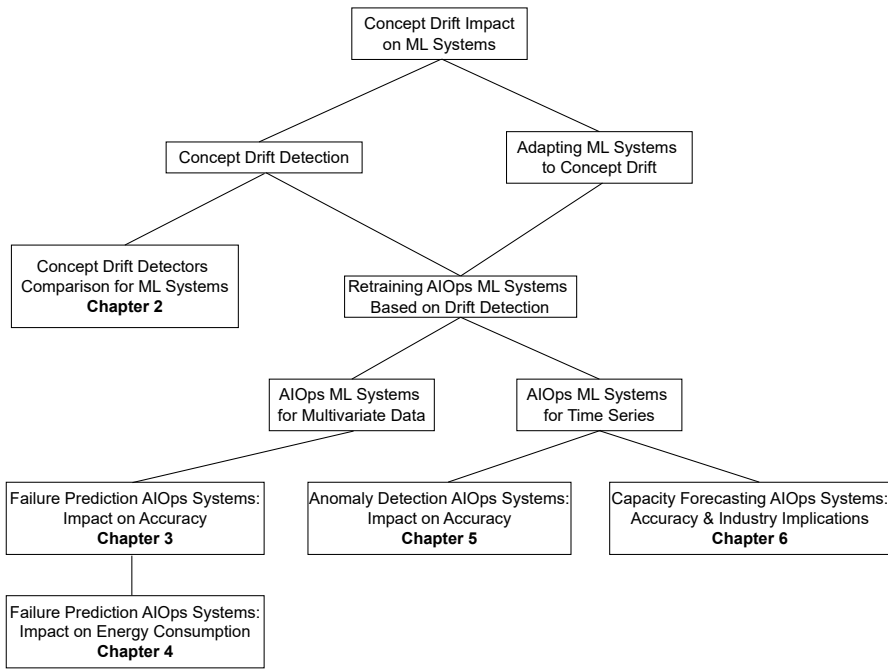 Concept Drift Impact
on ML Systems
Concept Drift Detection
Adapting ML Systems
to Concept Drift
Concept Drift Detectors
Comparison for ML Systems
Chapter 2
Retraining AIOps ML Systems
Based on Drift Detection
AIOps ML Systems
for Multivariate Data
AIOps ML Systems
for Time Series
Failure Prediction AIOps Systems:
Impact on Accuracy
Chapter 3
Anomaly Detection AIOps Systems:
Impact on Accuracy
Chapter 5
Capacity Forecasting AIOps Systems:
Accuracy & Industry Implications
Chapter 6
Failure Prediction AIOps Systems:
Impact on Energy Consumption
Chapter 4